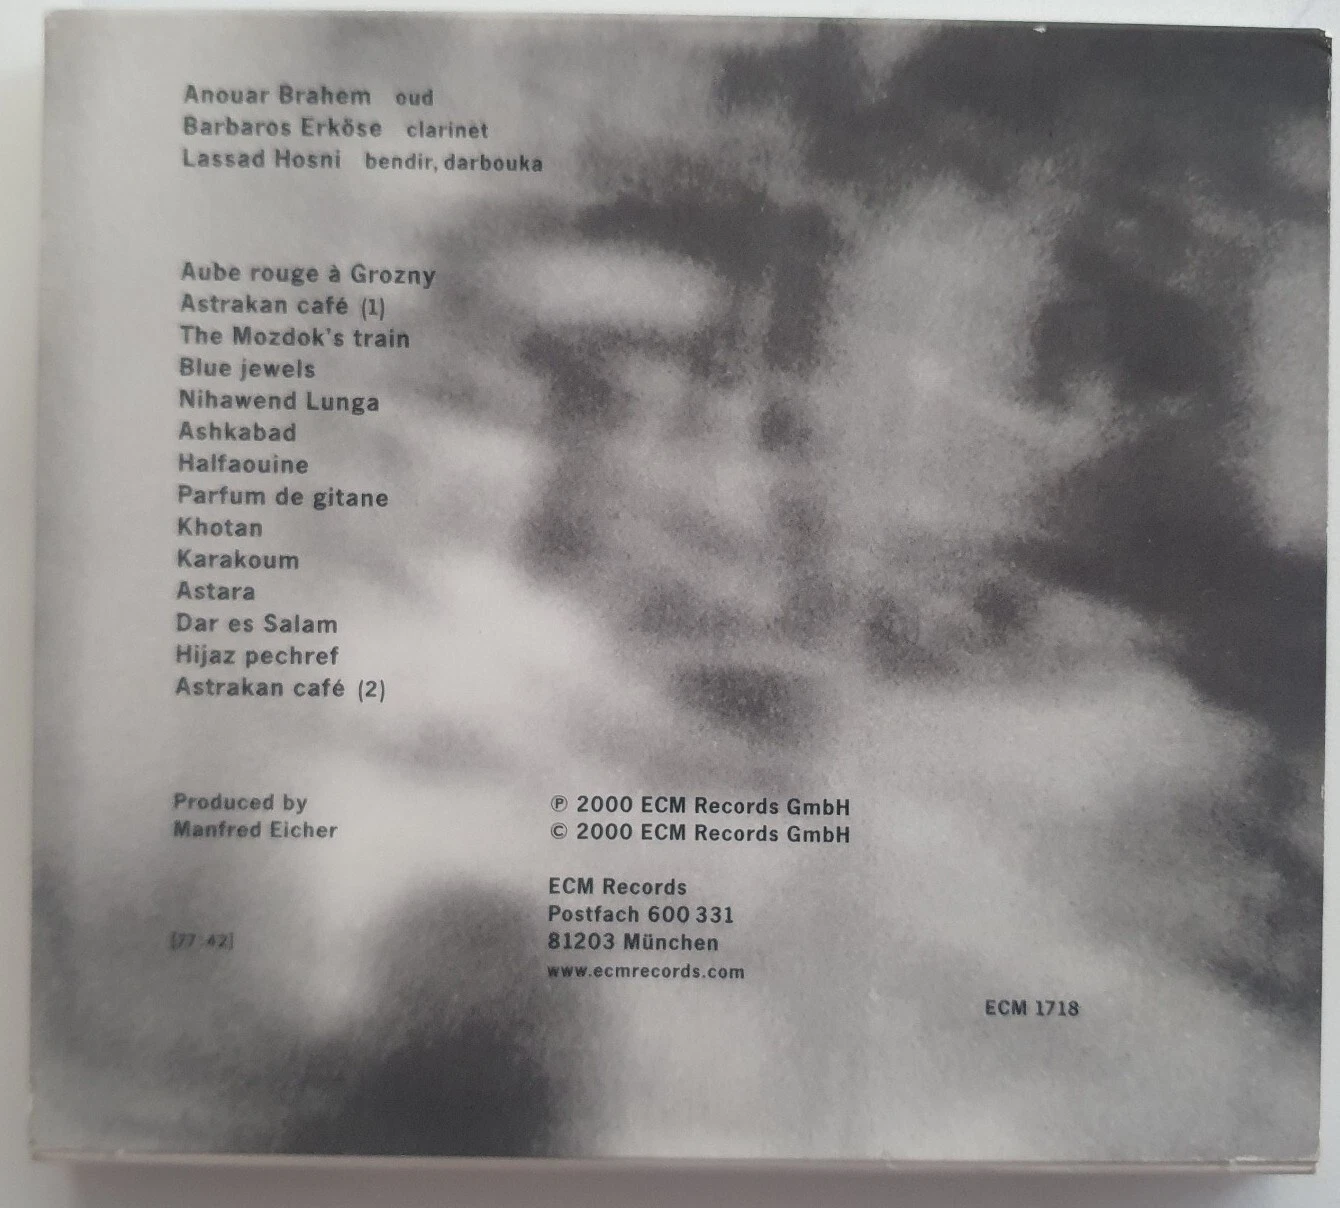 Anouar Brahem oud
Barbaros Erköse clarinet
Lassad Hosni bendir, darbouka
Aube rouge à Grozny
Astrakan café (1)
The Mozdok's train
Blue jewels
Nihawend Lunga
Ashkabad
Halfaouine
Parfum de gitane
Khotan
Karakoum
Astara
Dar es Salam
Hijaz pechref
Astrakan café (2)
Produced by
Manfred Eicher
[77:42]
℗ 2000 ECM Records GmbH
© 2000 ECM Records GmbH
ECM Records
Postfach 600 331
81203 München
www.ecmrecords.com
ECM 1718